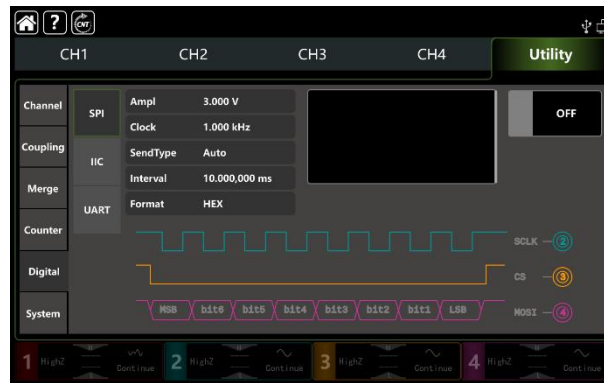 ? CNT
CH1 CH2 CH3 CH4 Utility
Channel
Coupling
Merge
Counter
Digital
System
SPI
IIC
UART
Ampl 3.000 V
Clock 1.000 kHz
SendType Auto
Interval 10.000,000 ms
Format HEX
OFF
SCLK 2
CS 3
MSB bit6 bit5 bit4 bit3 bit2 bit1 LSB MOSI 4
1 HighZ Continue 2 HighZ Continue 3 HighZ Continue 4 HighZ Continue